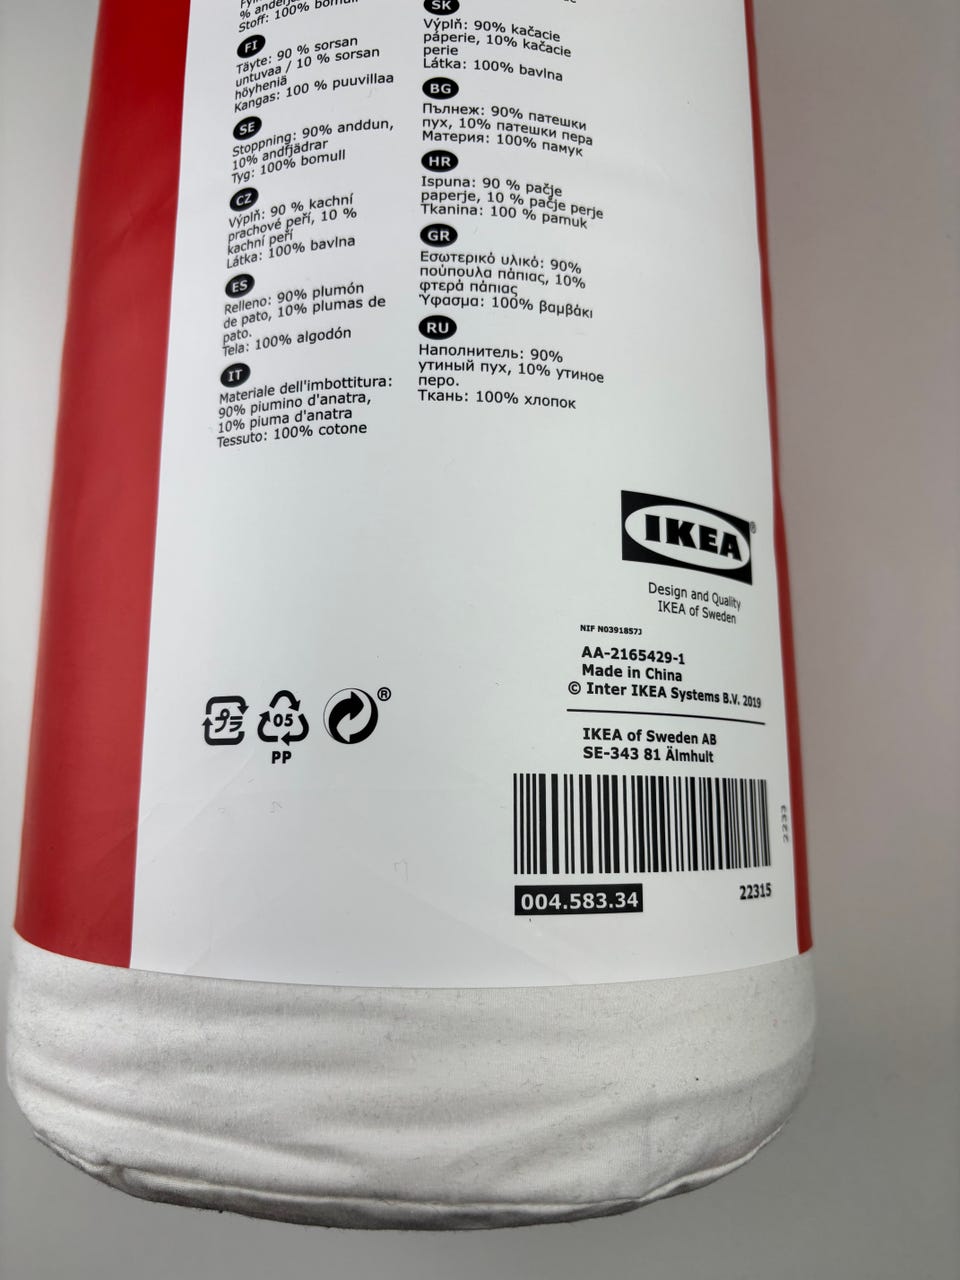 % andefj
Stoff: 100% bomull
FI
Täyte: 90 % sorsan
untuvaa / 10 % sorsan
höyheniä
Kangas: 100 % puuvillaa
SE
Stoppning: 90% anddun,
10% andfjädrar
Tyg: 100% bomull
CZ
Výplň: 90 % kachní
prachové peří, 10 %
kachní peří
Látka: 100% bavlna
ES
Relleno: 90% plumón
de pato, 10% plumas de
pato.
Tela: 100% algodón
IT
Materiale dell'imbottitura:
90% piumino d'anatra,
10% piuma d'anatra
Tessuto: 100% cotone
SK
Výplň: 90% kačacie
páperie, 10% kačacie
perie
Látka: 100% bavlna
BG
Пълнеж: 90% патешки
пух, 10% патешки пера
Материя: 100% памук
HR
Ispuna: 90 % pačje
paperje, 10 % pačje perje
Tkanina: 100 % pamuk
GR
Εσωτερικό υλικό: 90%
πούπουλα πάπιας, 10%
φτερά πάπιας
Ύφασμα: 100% βαμβάκι
RU
Наполнитель: 90%
утиный пух, 10% утиное
перо.
Ткань: 100% хлопок
IKEA®
Design and Quality
IKEA of Sweden
NIF N0391857J
AA-2165429-1
Made in China
© Inter IKEA Systems B.V. 2019
IKEA of Sweden AB
SE-343 81 Älmhult
プラ
05
PP
®
2233
004.583.34
22315